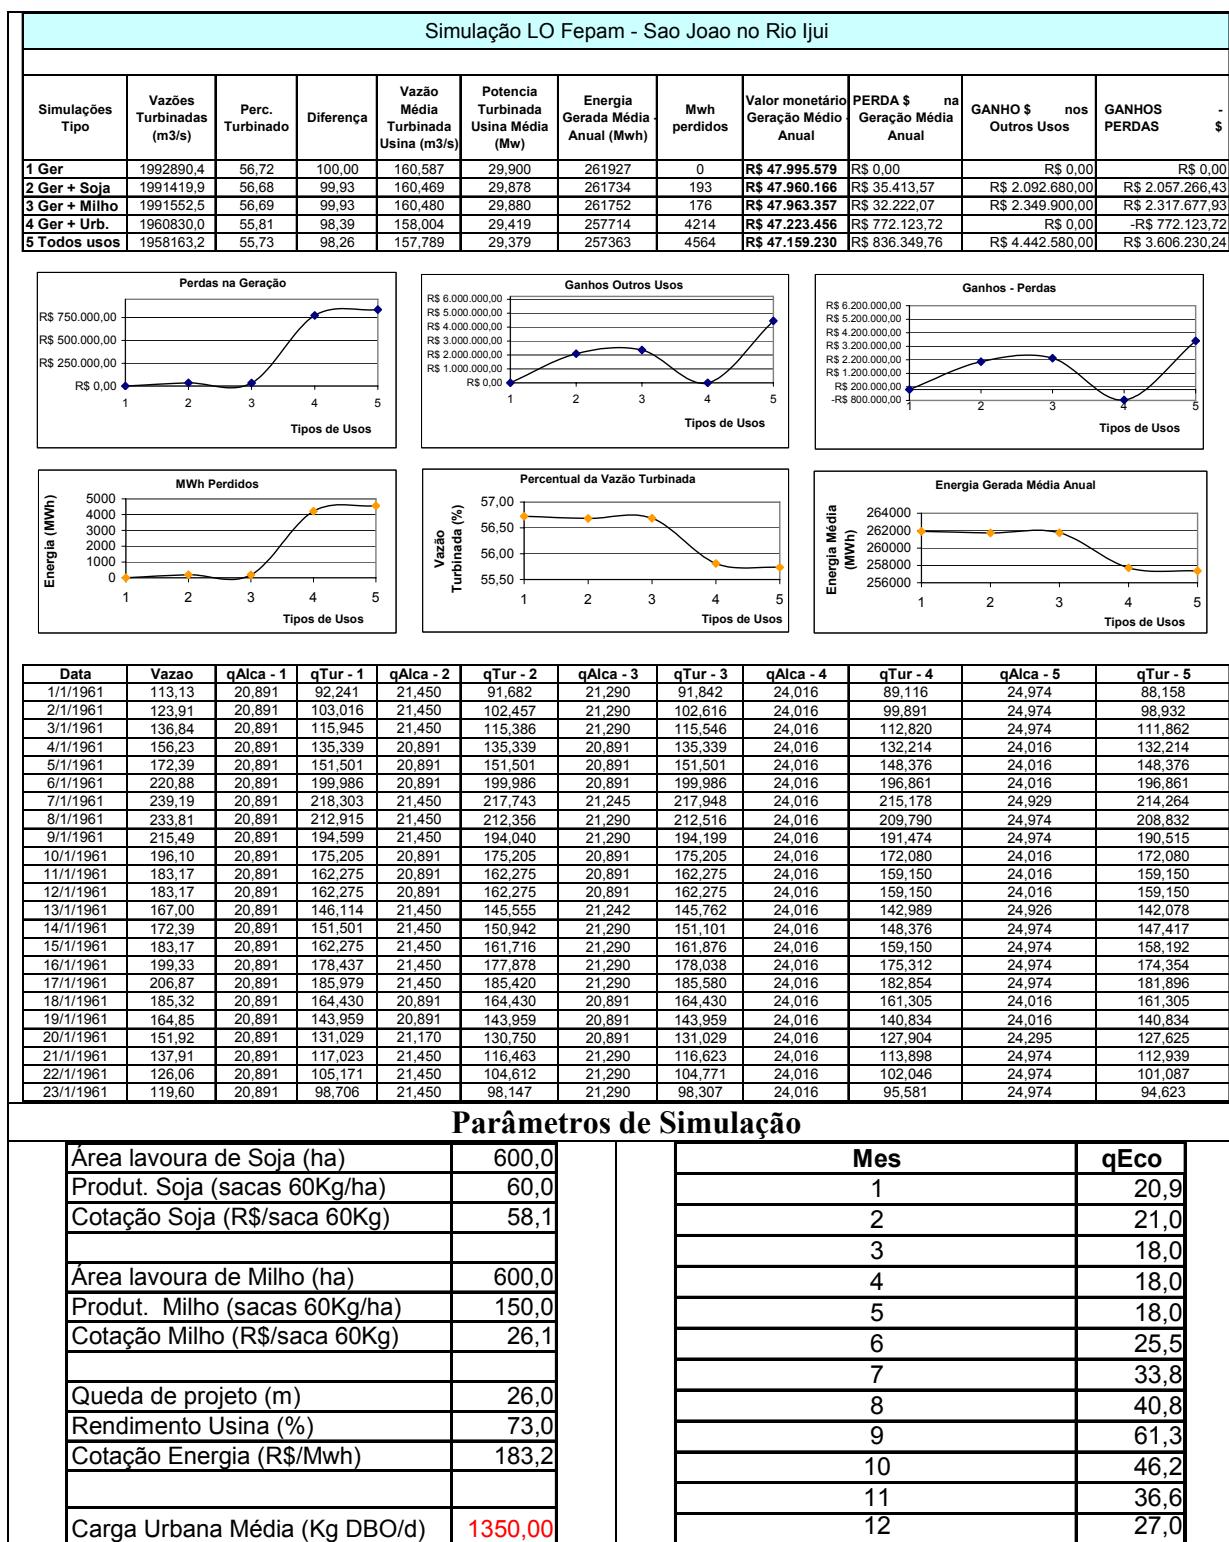 Simulação LO Fepam - Sao Joao no Rio Ijui
Simulações Tipo | Vazões Turbinadas (m3/s) | Perc. Turbinado | Diferença | Vazão Média Turbinada Usina (m3/s) | Potencia Turbinada Usina Média (Mw) | Energia Gerada Média - Anual (Mwh) | Mwh perdidos | Valor monetário Geração Médio - Anual | PERDA $ na Geração Média Anual | GANHO $ nos Outros Usos | GANHOS - PERDAS $
1 Ger | 1992890,4 | 56,72 | 100,00 | 160,587 | 29,900 | 261927 | 0 | R$ 47.995.579 | R$ 0,00 | R$ 0,00 | R$ 0,00
2 Ger + Soja | 1991419,9 | 56,68 | 99,93 | 160,469 | 29,878 | 261734 | 193 | R$ 47.960.166 | R$ 35.413,57 | R$ 2.092.680,00 | R$ 2.057.266,43
3 Ger + Milho | 1991552,5 | 56,69 | 99,93 | 160,480 | 29,880 | 261752 | 176 | R$ 47.963.357 | R$ 32.222,07 | R$ 2.349.900,00 | R$ 2.317.677,93
4 Ger + Urb. | 1960830,0 | 55,81 | 98,39 | 158,004 | 29,419 | 257714 | 4214 | R$ 47.223.456 | R$ 772.123,72 | R$ 0,00 | -R$ 772.123,72
5 Todos usos | 1958163,2 | 55,73 | 98,26 | 157,789 | 29,379 | 257363 | 4564 | R$ 47.159.230 | R$ 836.349,76 | R$ 4.442.580,00 | R$ 3.606.230,24
Perdas na Geração
R$ 750.000,00
R$ 500.000,00
R$ 250.000,00
R$ 0,00
1 2 3 4 5
Tipos de Usos
Ganhos Outros Usos
R$ 6.000.000,00
R$ 5.000.000,00
R$ 4.000.000,00
R$ 3.000.000,00
R$ 2.000.000,00
R$ 1.000.000,00
R$ 0,00
1 2 3 4 5
Tipos de Usos
Ganhos - Perdas
R$ 6.200.000,00
R$ 5.200.000,00
R$ 4.200.000,00
R$ 3.200.000,00
R$ 2.200.000,00
R$ 1.200.000,00
R$ 200.000,00
-R$ 800.000,00
1 2 3 4 5
Tipos de Usos
MWh Perdidos
Energia (MWh)
5000
4000
3000
2000
1000
0
1 2 3 4 5
Tipos de Usos
Percentual da Vazão Turbinada
Vazão Turbinada (%)
57,00
56,50
56,00
55,50
1 2 3 4 5
Tipos de Usos
Energia Gerada Média Anual
Energia Média (MWh)
264000
262000
260000
258000
256000
1 2 3 4 5
Tipos de Usos
Data | Vazao | qAlca - 1 | qTur - 1 | qAlca - 2 | qTur - 2 | qAlca - 3 | qTur - 3 | qAlca - 4 | qTur - 4 | qAlca - 5 | qTur - 5
1/1/1961 | 113,13 | 20,891 | 92,241 | 21,450 | 91,682 | 21,290 | 91,842 | 24,016 | 89,116 | 24,974 | 88,158
2/1/1961 | 123,91 | 20,891 | 103,016 | 21,450 | 102,457 | 21,290 | 102,616 | 24,016 | 99,891 | 24,974 | 98,932
3/1/1961 | 136,84 | 20,891 | 115,945 | 21,450 | 115,386 | 21,290 | 115,546 | 24,016 | 112,820 | 24,974 | 111,862
4/1/1961 | 156,23 | 20,891 | 135,339 | 20,891 | 135,339 | 20,891 | 135,339 | 24,016 | 132,214 | 24,016 | 132,214
5/1/1961 | 172,39 | 20,891 | 151,501 | 20,891 | 151,501 | 20,891 | 151,501 | 24,016 | 148,376 | 24,016 | 148,376
6/1/1961 | 220,88 | 20,891 | 199,986 | 20,891 | 199,986 | 20,891 | 199,986 | 24,016 | 196,861 | 24,016 | 196,861
7/1/1961 | 239,19 | 20,891 | 218,303 | 21,450 | 217,743 | 21,245 | 217,948 | 24,016 | 215,178 | 24,929 | 214,264
8/1/1961 | 233,81 | 20,891 | 212,915 | 21,450 | 212,356 | 21,290 | 212,516 | 24,016 | 209,790 | 24,974 | 208,832
9/1/1961 | 215,49 | 20,891 | 194,599 | 21,450 | 194,040 | 21,290 | 194,199 | 24,016 | 191,474 | 24,974 | 190,515
10/1/1961 | 196,10 | 20,891 | 175,205 | 20,891 | 175,205 | 20,891 | 175,205 | 24,016 | 172,080 | 24,016 | 172,080
11/1/1961 | 183,17 | 20,891 | 162,275 | 20,891 | 162,275 | 20,891 | 162,275 | 24,016 | 159,150 | 24,016 | 159,150
12/1/1961 | 183,17 | 20,891 | 162,275 | 20,891 | 162,275 | 20,891 | 162,275 | 24,016 | 159,150 | 24,016 | 159,150
13/1/1961 | 167,00 | 20,891 | 146,114 | 21,450 | 145,555 | 21,242 | 145,762 | 24,016 | 142,989 | 24,926 | 142,078
14/1/1961 | 172,39 | 20,891 | 151,501 | 21,450 | 150,942 | 21,290 | 151,101 | 24,016 | 148,376 | 24,974 | 147,417
15/1/1961 | 183,17 | 20,891 | 162,275 | 21,450 | 161,716 | 21,290 | 161,876 | 24,016 | 159,150 | 24,974 | 158,192
16/1/1961 | 199,33 | 20,891 | 178,437 | 21,450 | 177,878 | 21,290 | 178,038 | 24,016 | 175,312 | 24,974 | 174,354
17/1/1961 | 206,87 | 20,891 | 185,979 | 21,450 | 185,420 | 21,290 | 185,580 | 24,016 | 182,854 | 24,974 | 181,896
18/1/1961 | 185,32 | 20,891 | 164,430 | 20,891 | 164,430 | 20,891 | 164,430 | 24,016 | 161,305 | 24,016 | 161,305
19/1/1961 | 164,85 | 20,891 | 143,959 | 20,891 | 143,959 | 20,891 | 143,959 | 24,016 | 140,834 | 24,016 | 140,834
20/1/1961 | 151,92 | 20,891 | 131,029 | 21,170 | 130,750 | 20,891 | 131,029 | 24,016 | 127,904 | 24,295 | 127,625
21/1/1961 | 137,91 | 20,891 | 117,023 | 21,450 | 116,463 | 21,290 | 116,623 | 24,016 | 113,898 | 24,974 | 112,939
22/1/1961 | 126,06 | 20,891 | 105,171 | 21,450 | 104,612 | 21,290 | 104,771 | 24,016 | 102,046 | 24,974 | 101,087
23/1/1961 | 119,60 | 20,891 | 98,706 | 21,450 | 98,147 | 21,290 | 98,307 | 24,016 | 95,581 | 24,974 | 94,623
Parâmetros de Simulação
Área lavoura de Soja (ha) | 600,0
Produt. Soja (sacas 60Kg/ha) | 60,0
Cotação Soja (R$/saca 60Kg) | 58,1
Área lavoura de Milho (ha) | 600,0
Produt. Milho (sacas 60Kg/ha) | 150,0
Cotação Milho (R$/saca 60Kg) | 26,1
Queda de projeto (m) | 26,0
Rendimento Usina (%) | 73,0
Cotação Energia (R$/Mwh) | 183,2
Carga Urbana Média (Kg DBO/d) | 1350,00
Mes | qEco
1 | 20,9
2 | 21,0
3 | 18,0
4 | 18,0
5 | 18,0
6 | 25,5
7 | 33,8
8 | 40,8
9 | 61,3
10 | 46,2
11 | 36,6
12 | 27,0